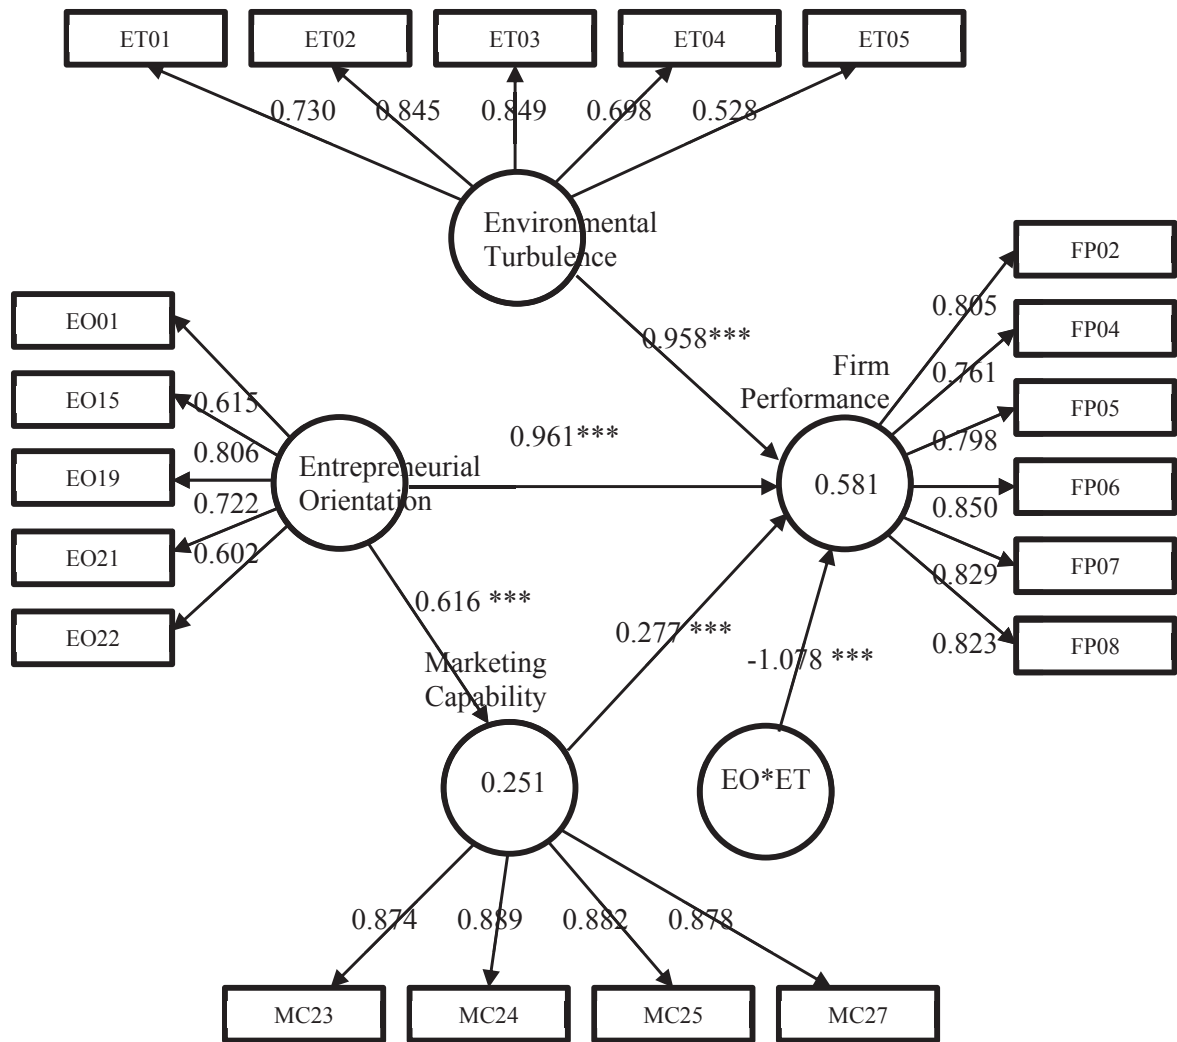 ET01
ET02
ET03
ET04
ET05
0.730
0.845
0.849
0.698
0.528
Environmental
Turbulence
FP02
FP04
FP05
FP06
FP07
FP08
0.805
0.761
0.798
0.850
0.829
0.823
EO01
EO15
EO19
EO21
EO22
0.615
0.806
0.722
0.602
Entrepreneurial
Orientation
0.958***
Firm
Performance
0.961***
0.581
0.616 ***
0.277 ***
-1.078 ***
Marketing
Capability
0.251
EO*ET
0.874
0.889
0.882
0.878
MC23
MC24
MC25
MC27